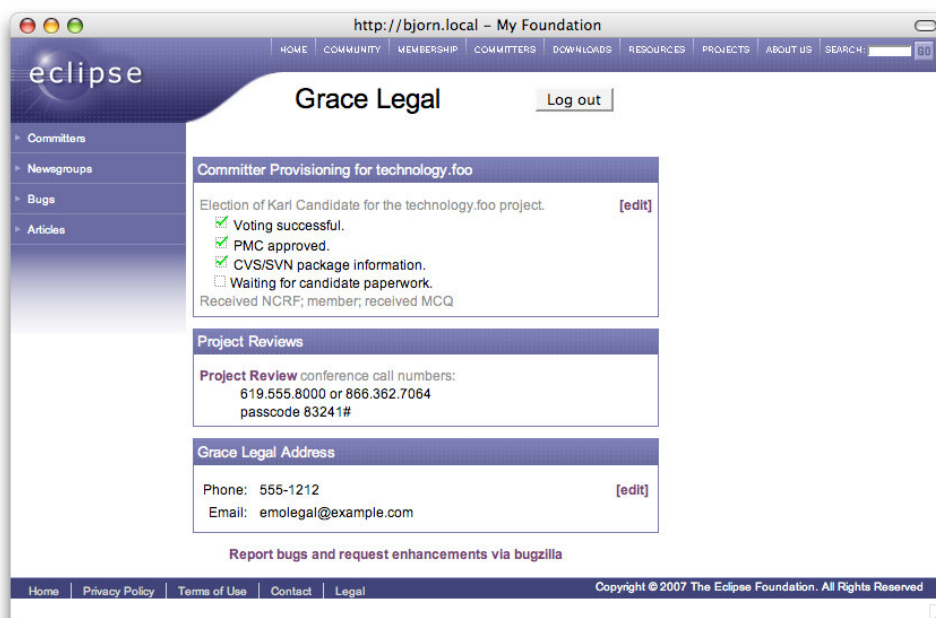 http://bjorn.local – My Foundation
HOME COMMUNITY MEMBERSHIP COMMITTERS DOWNLOADS RESOURCES PROJECTS ABOUT US SEARCH: GO
eclipse
Grace Legal
Log out
Committers
Newsgroups
Bugs
Articles
Committer Provisioning for technology.foo
Election of Karl Candidate for the technology.foo project. [edit]
Voting successful.
PMC approved.
CVS/SVN package information.
Waiting for candidate paperwork.
Received NCRF; member; received MCQ
Project Reviews
Project Review conference call numbers:
619.555.8000 or 866.362.7064
passcode 83241#
Grace Legal Address
Phone: 555-1212 [edit]
Email: emolegal@example.com
Report bugs and request enhancements via bugzilla
Home Privacy Policy Terms of Use Contact Legal Copyright © 2007 The Eclipse Foundation. All Rights Reserved